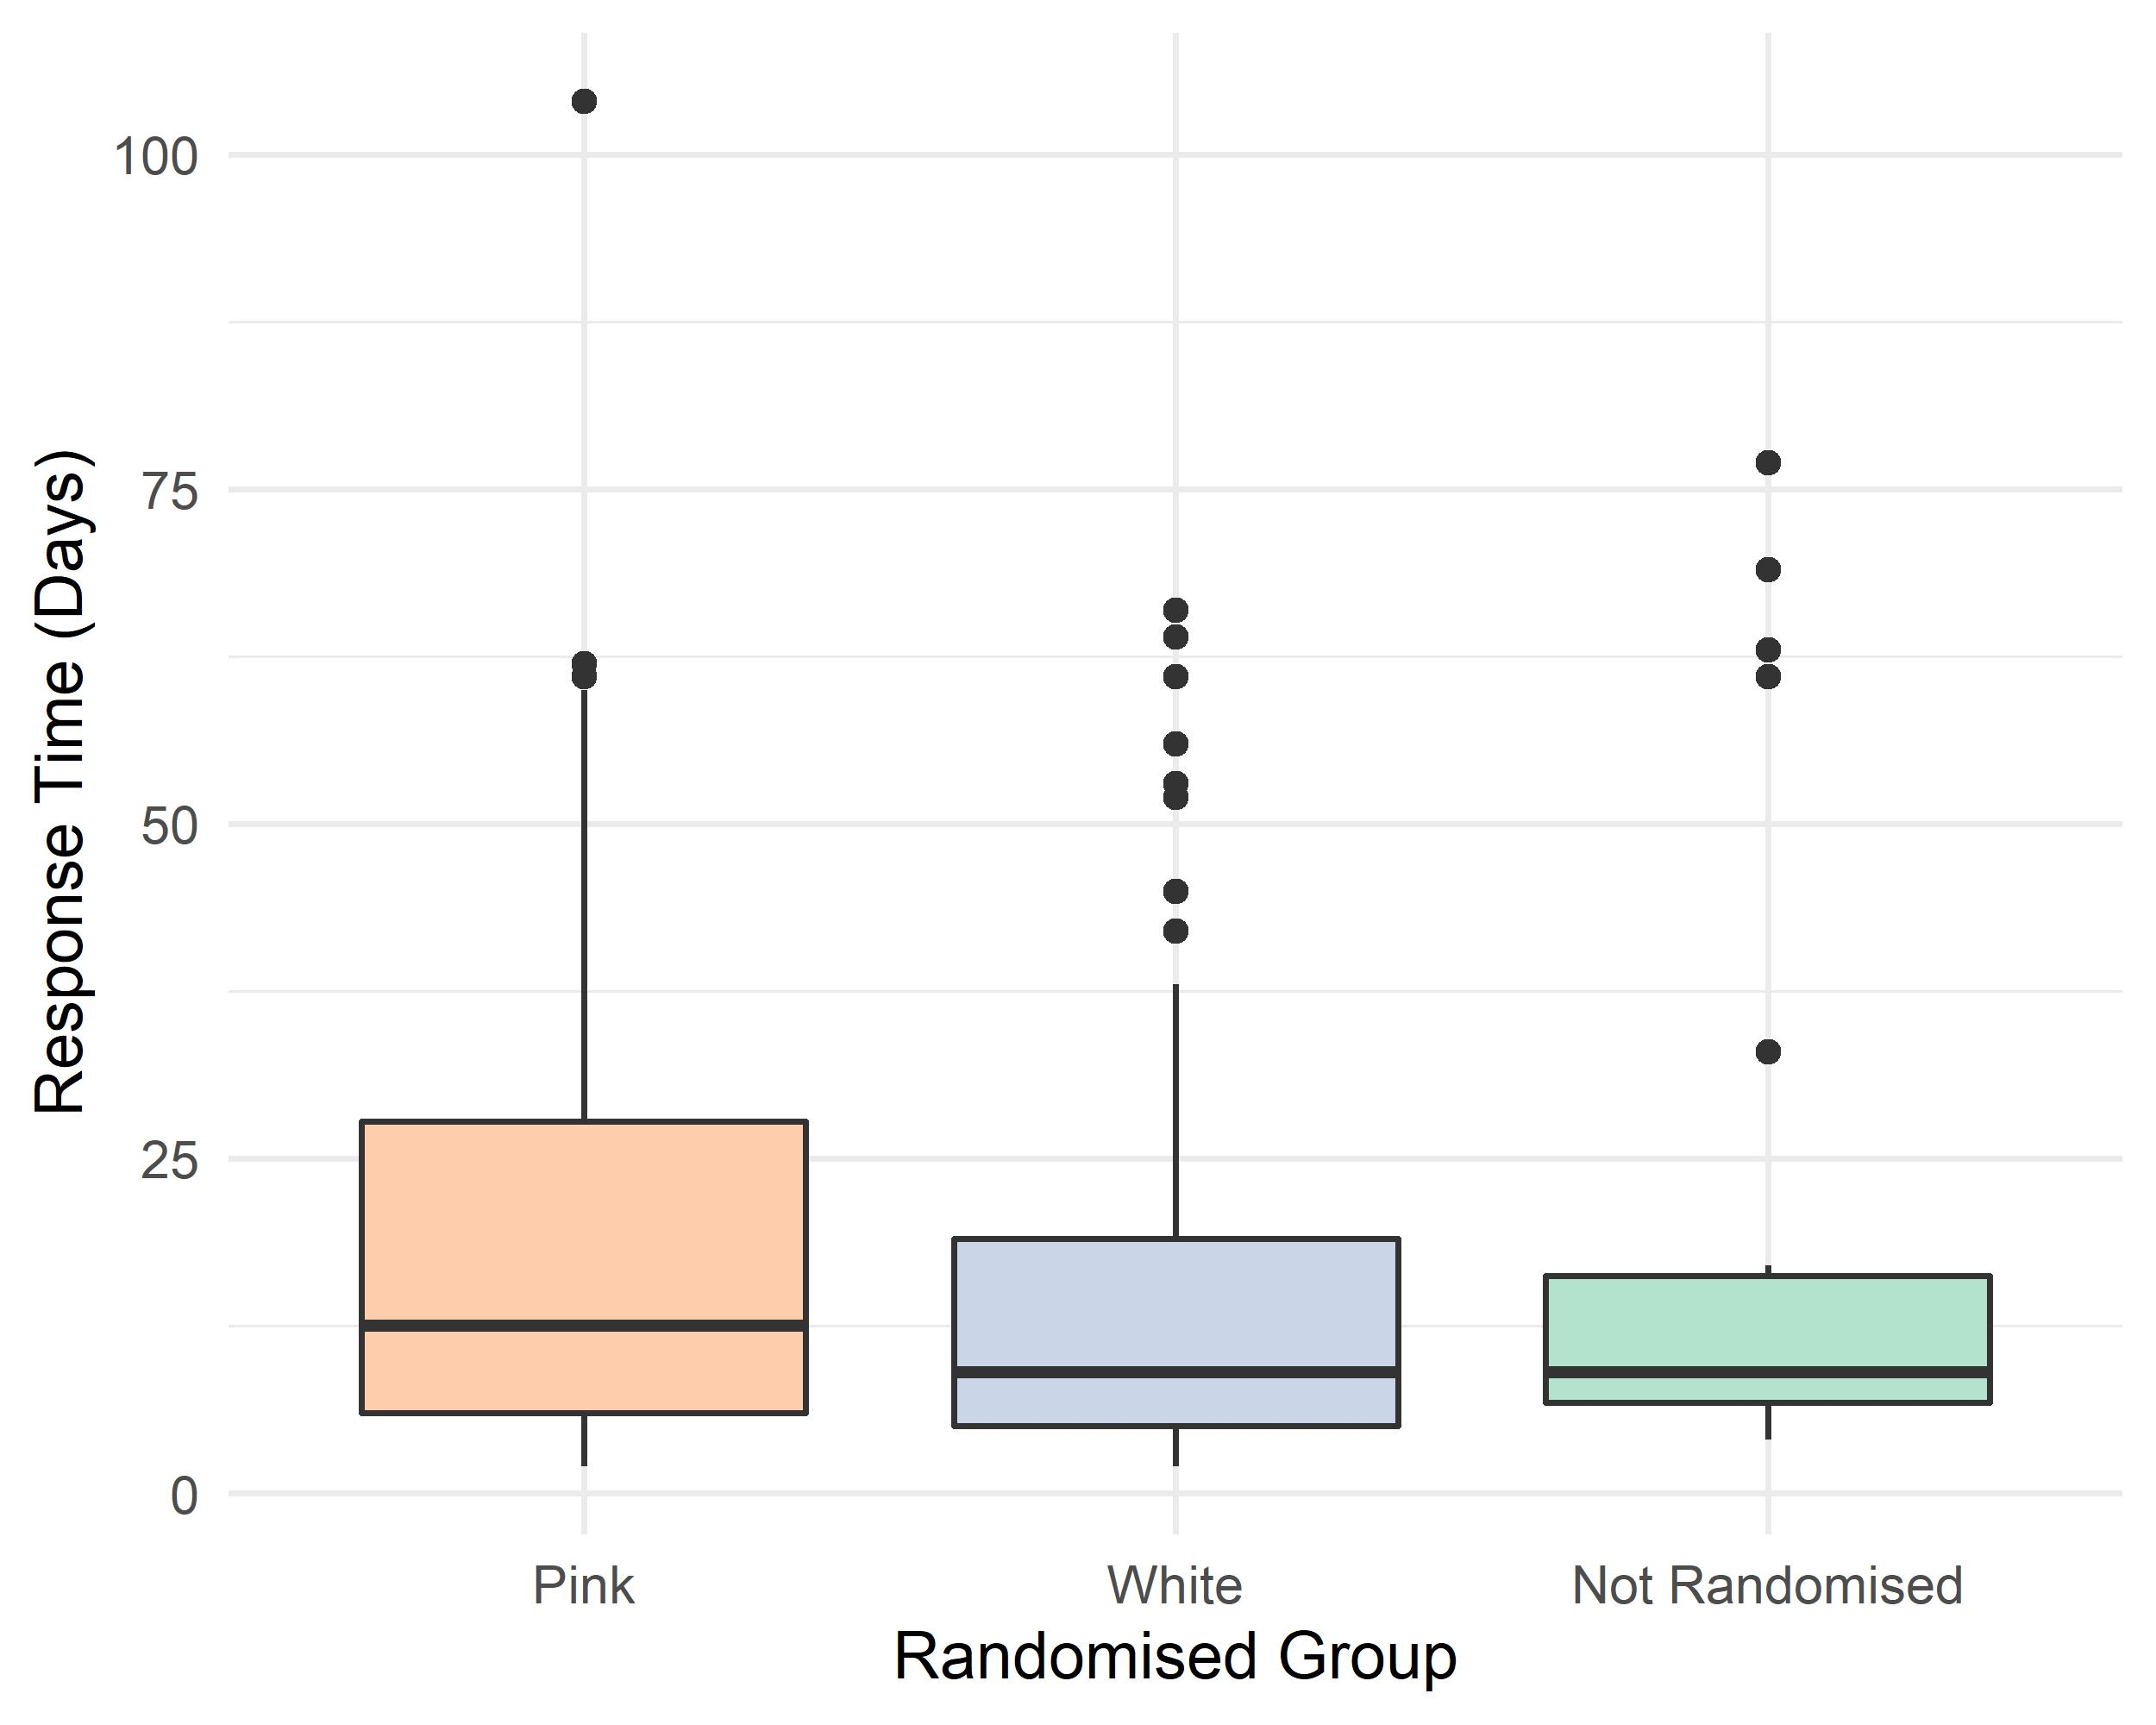 Response Time (Days)
100
75
50
25
0
Pink White Not Randomised
Randomised Group